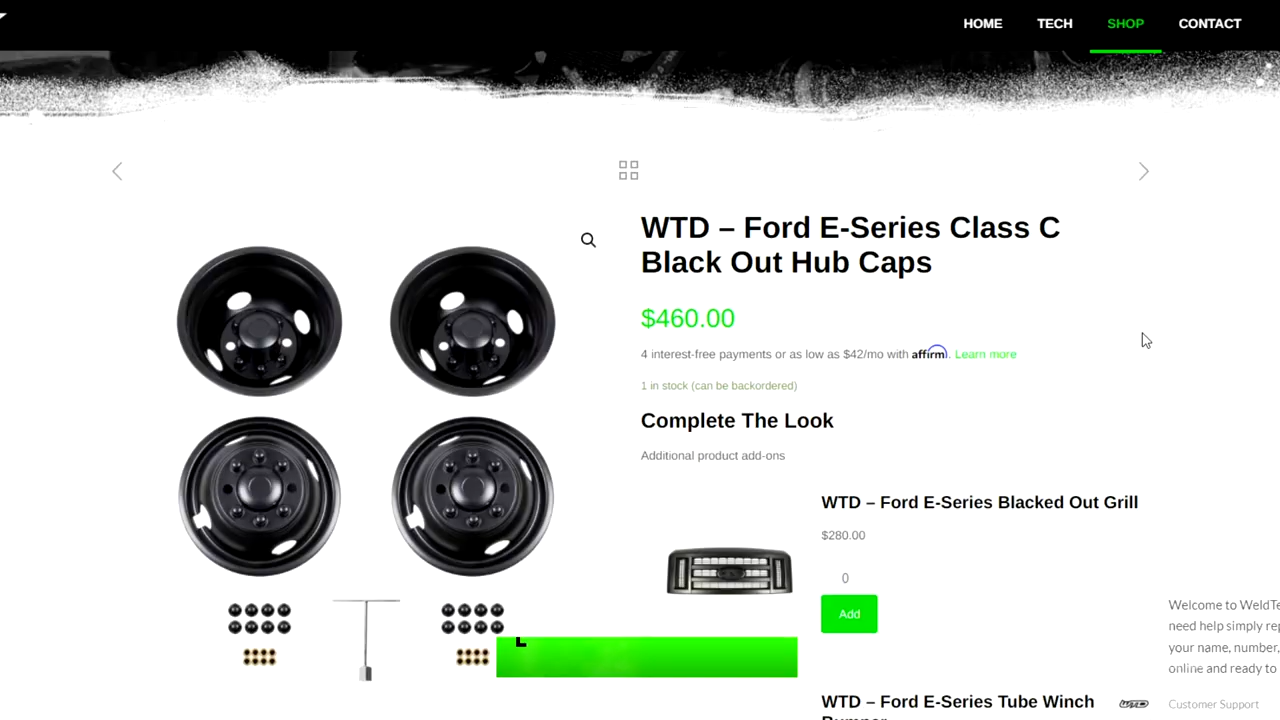 HOME TECH SHOP CONTACT
WTD – Ford E-Series Class C
Black Out Hub Caps
$460.00
4 interest-free payments or as low as $42/mo with affirm. Learn more
1 in stock (can be backordered)
Complete The Look
Additional product add-ons
WTD – Ford E-Series Blacked Out Grill
$280.00
0
Add
WTD – Ford E-Series Tube Winch
Welcome to WeldTe
need help simply rep
your name, number,
online and ready to
WTD Customer Support